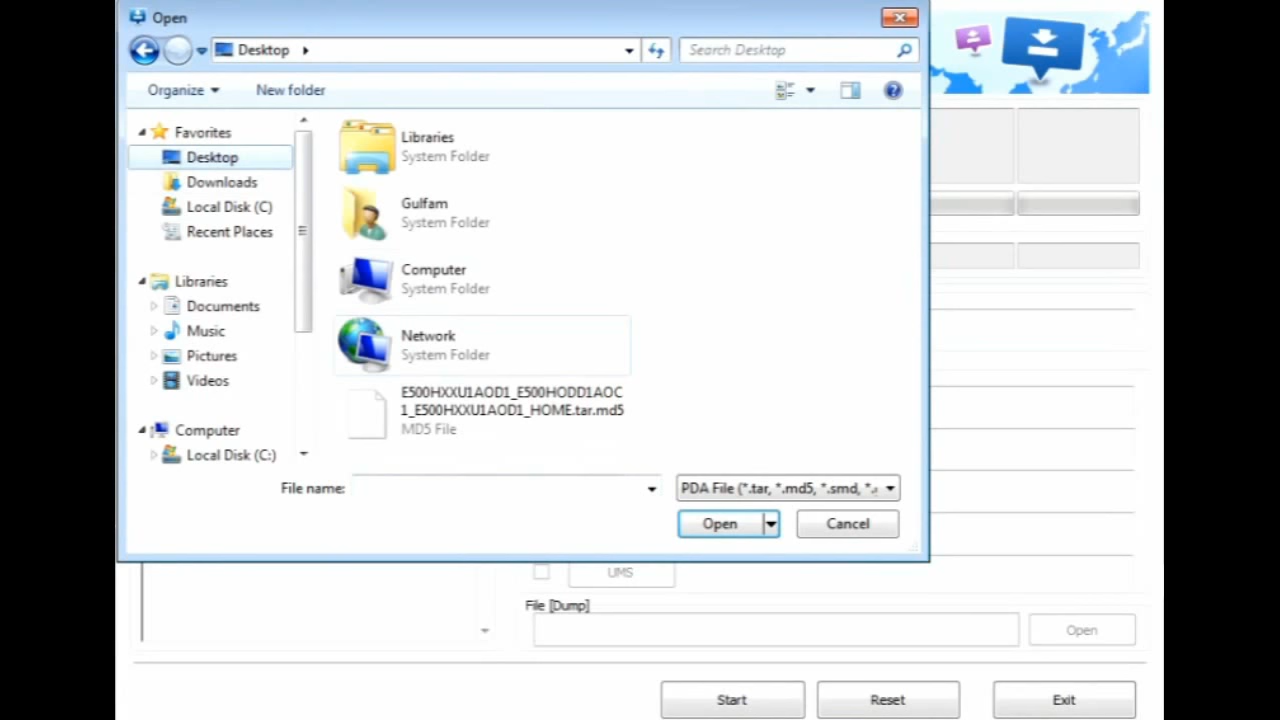 Open
Desktop
Search Desktop
Organize
New folder
Favorites
Desktop
Downloads
Local Disk (C)
Recent Places
Libraries
Documents
Music
Pictures
Videos
Computer
Local Disk (C:)
Libraries
System Folder
Gulfam
System Folder
Computer
System Folder
Network
System Folder
E500HXXU1AOD1_E500HODD1AOC
1_E500HXXU1AOD1_HOME.tar.md5
MD5 File
File name:
PDA File (*.tar, *.md5, *.smd, *.
Open
Cancel
UMS
File [Dump]
Open
Start
Reset
Exit